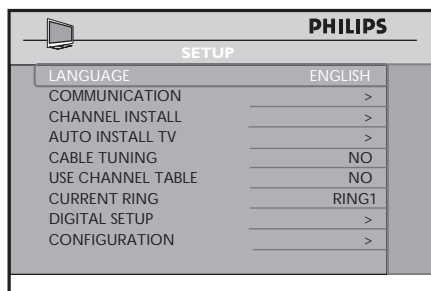 PHILIPS
SETUP
LANGUAGE ENGLISH
COMMUNICATION >
CHANNEL INSTALL >
AUTO INSTALL TV >
CABLE TUNING NO
USE CHANNEL TABLE NO
CURRENT RING RING1
DIGITAL SETUP >
CONFIGURATION >